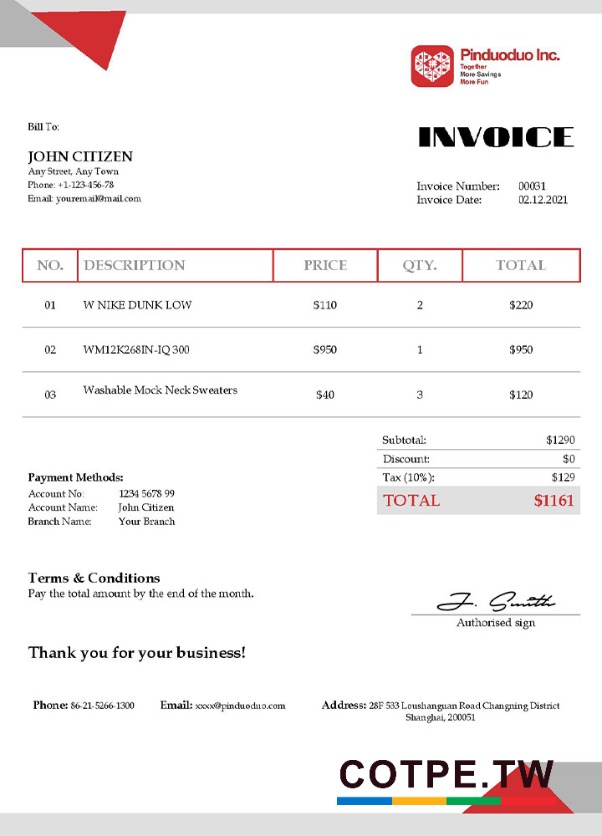 Pinduoduo Inc.
Together
More Savings
More Fun
Bill To:
INVOICE
JOHN CITIZEN
Any Street, Any Town
Phone: +1-123-456-78
Email: youremail@mail.com
Invoice Number: 00031
Invoice Date: 02.12.2021
NO. DESCRIPTION PRICE QTY. TOTAL
01 W NIKE DUNK LOW $110 2 $220
02 WM12K268IN-IQ 300 $950 1 $950
03 Washable Mock Neck Sweaters $40 3 $120
Subtotal: $1290
Discount: $0
Tax (10%): $129
TOTAL $1161
Payment Methods:
Account No: 1234 5678 99
Account Name: John Citizen
Branch Name: Your Branch
Terms & Conditions
Pay the total amount by the end of the month.
J. Smith
Authorised sign
Thank you for your business!
Phone: 86-21-5266-1300 Email: xxxx@pinduoduo.com Address: 28F 533 Loushanguan Road Changning District
Shanghai, 200051
COTPE.TW